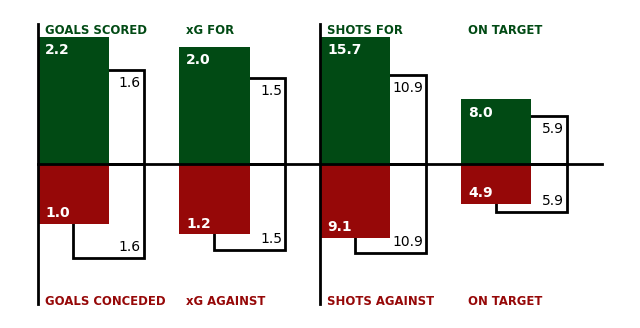 GOALS SCORED xG FOR SHOTS FOR ON TARGET
2.2 1.6 2.0 1.5 15.7 10.9 8.0 5.9
1.0 1.6 1.2 1.5 9.1 10.9 4.9 5.9
GOALS CONCEDED xG AGAINST SHOTS AGAINST ON TARGET